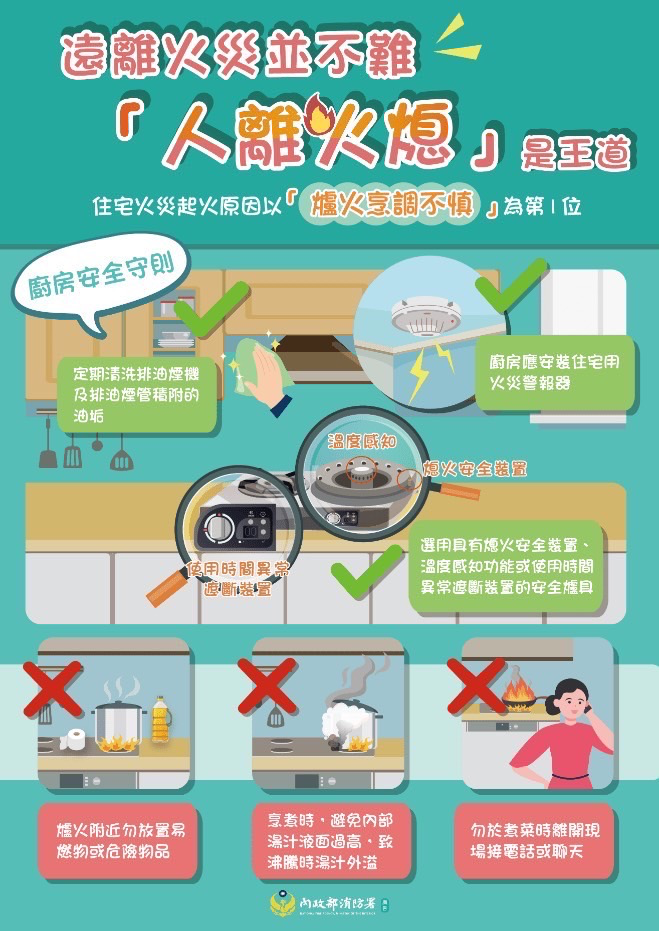 遠離火災並不難
「人離火熄」是王道
住宅火災起火原因以「爐火烹調不慎」為第1位
廚房安全守則
定期清洗排油煙機
及排油煙管積附的
油垢
廚房應安裝住宅用
火災警報器
溫度感知
熄火安全裝置
使用時間異常
遮斷裝置
選用具有熄火安全裝置、
溫度感知功能或使用時間
異常遮斷裝置的安全爐具
爐火附近勿放置易
燃物或危險物品
烹煮時，避免內部
湯汁液面過高，致
沸騰時湯汁外溢
勿於煮菜時離開現
場接電話或聊天
內政部消防署